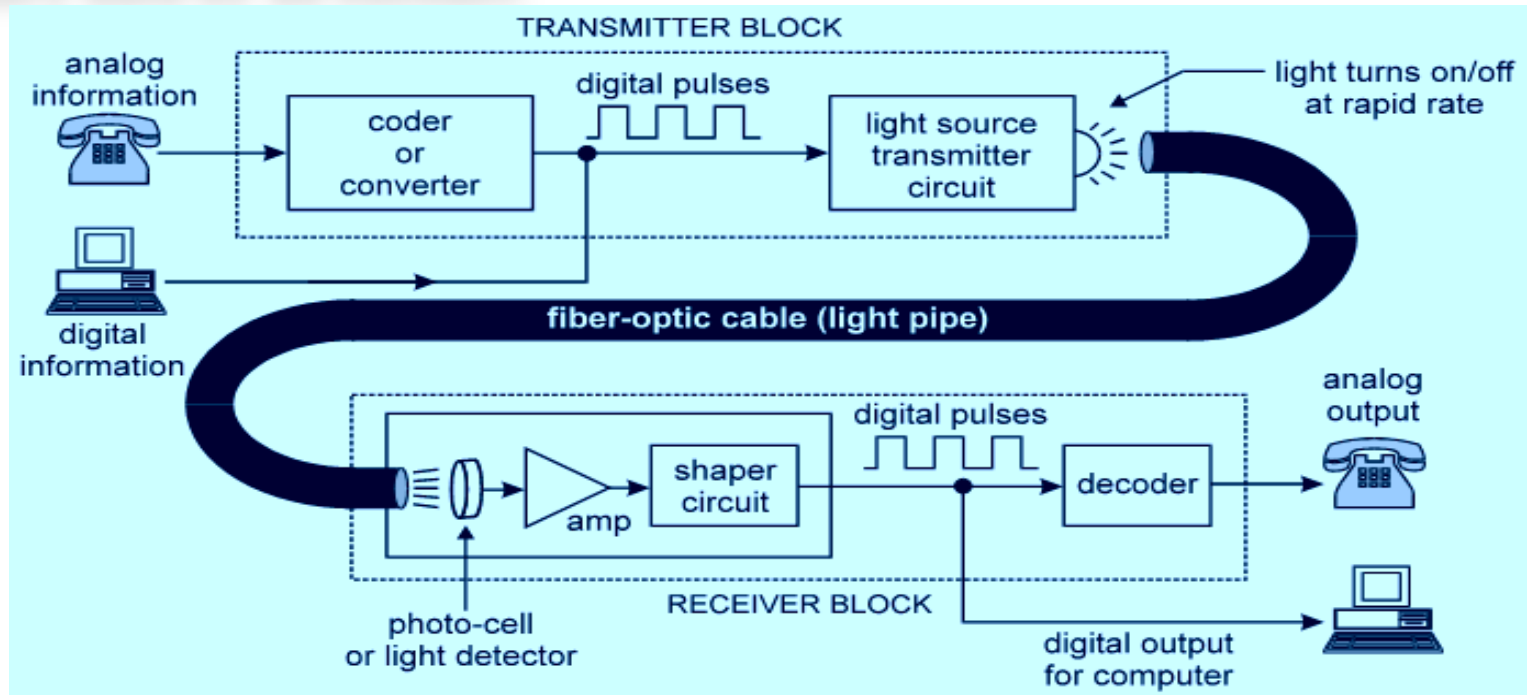 TRANSMITTER BLOCK
analog
information
digital pulses
light turns on/off
at rapid rate
coder
or
converter
light source
transmitter
circuit
digital
information
fiber-optic cable (light pipe)
analog
output
digital pulses
shaper
circuit
decoder
amp
RECEIVER BLOCK
photo-cell
or light detector
digital output
for computer